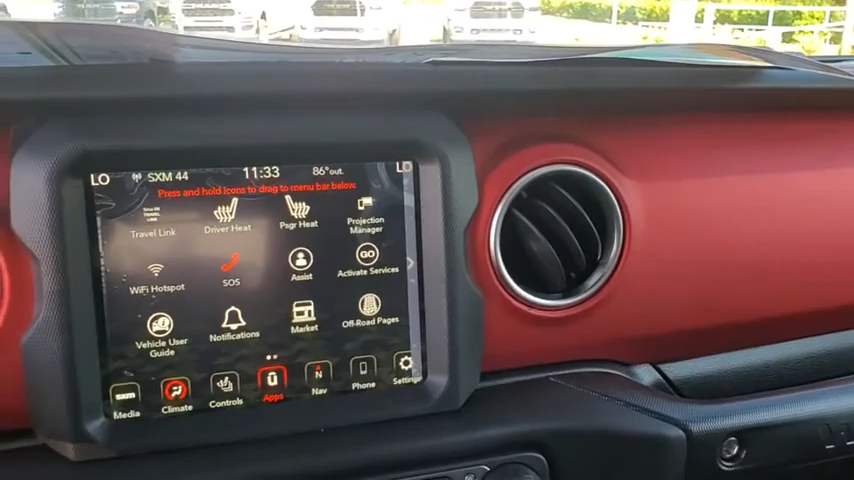 LO SXM 44 11:33 86° out LO
Press and hold icons to drag to menu bar below.
Travel Link Driver Heat Psgr Heat Projection Manager
WiFi Hotspot SOS Assist GO Activate Services
Vehicle User Guide Notifications Market Off-Road Pages
sxm N
Media Climate Controls Apps Nav Phone Settings